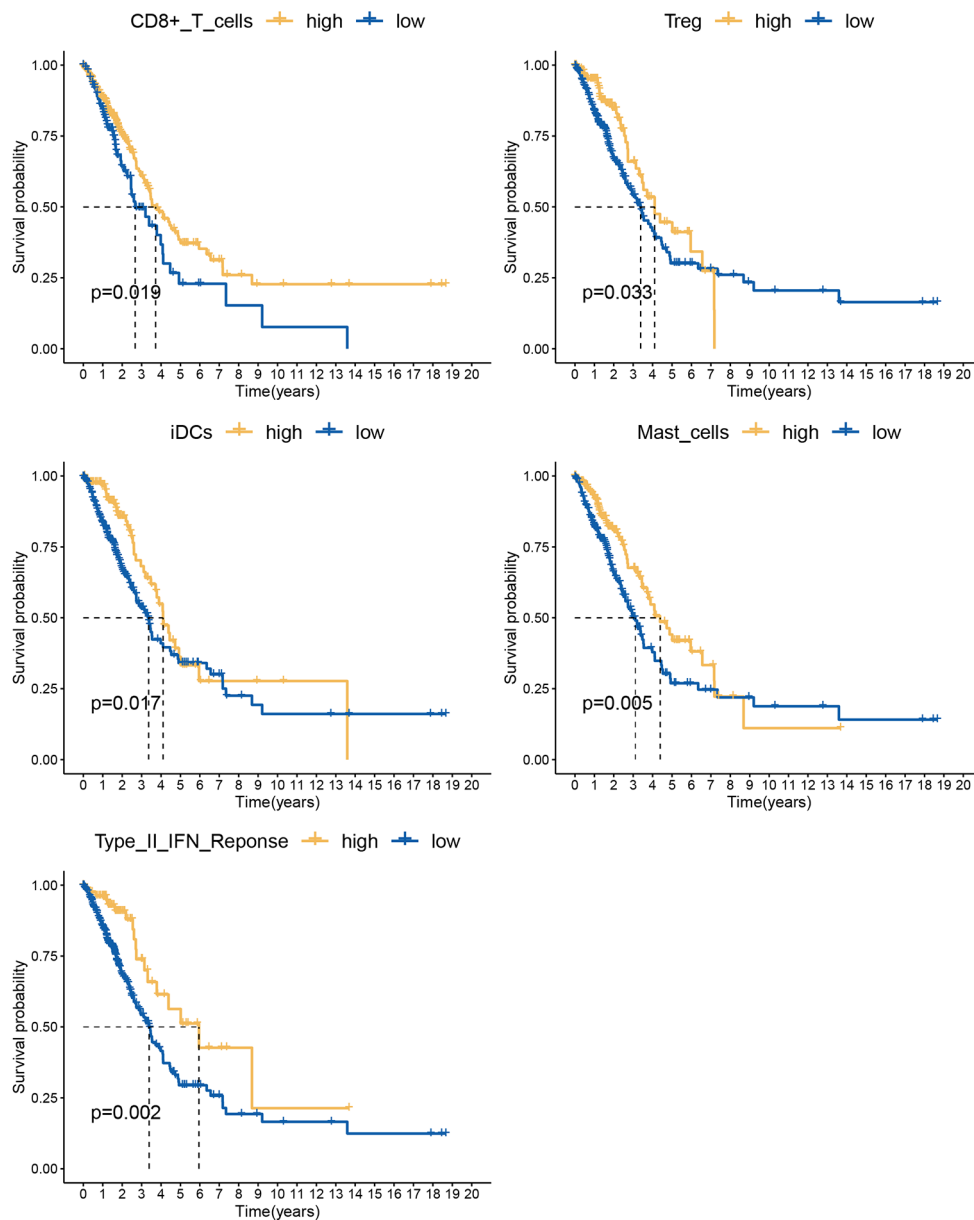 CD8+_T_cells high low
1.00
0.75
0.50
0.25
0.00
Survival probability
p=0.019
0 1 2 3 4 5 6 7 8 9 10 11 12 13 14 15 16 17 18 19 20
Time(years)
Treg high low
1.00
0.75
0.50
0.25
0.00
Survival probability
p=0.033
0 1 2 3 4 5 6 7 8 9 10 11 12 13 14 15 16 17 18 19 20
Time(years)
iDCs high low
1.00
0.75
0.50
0.25
0.00
Survival probability
p=0.017
0 1 2 3 4 5 6 7 8 9 10 11 12 13 14 15 16 17 18 19 20
Time(years)
Mast_cells high low
1.00
0.75
0.50
0.25
0.00
Survival probability
p=0.005
0 1 2 3 4 5 6 7 8 9 10 11 12 13 14 15 16 17 18 19 20
Time(years)
Type_II_IFN_Reponse high low
1.00
0.75
0.50
0.25
0.00
Survival probability
p=0.002
0 1 2 3 4 5 6 7 8 9 10 11 12 13 14 15 16 17 18 19 20
Time(years)